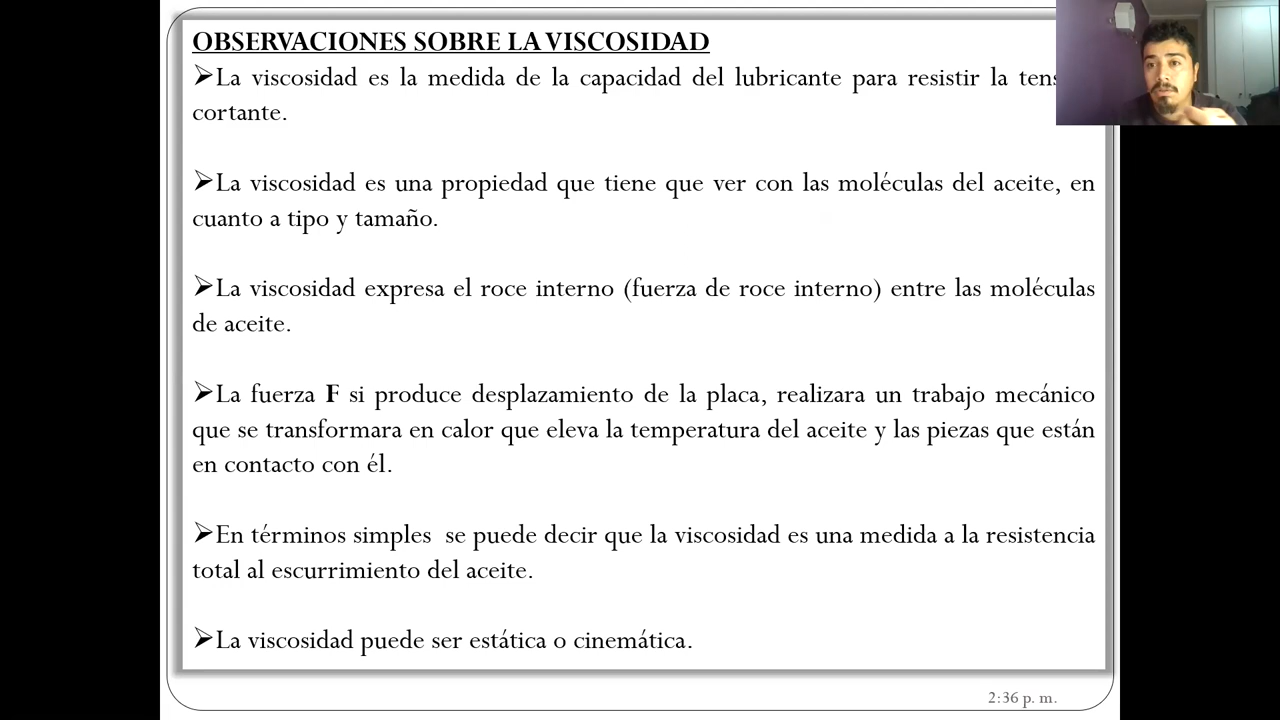 OBSERVACIONES SOBRE LA VISCOSIDAD
➢La viscosidad es la medida de la capacidad del lubricante para resistir la
cortante.
➢La viscosidad es una propiedad que tiene que ver con las moléculas del aceite, en
cuanto a tipo y tamaño.
➢La viscosidad expresa el roce interno (fuerza de roce interno) entre las moléculas
de aceite.
➢La fuerza F si produce desplazamiento de la placa, realizara un trabajo mecánico
que se transformara en calor que eleva la temperatura del aceite y las piezas que están
en contacto con él.
➢En términos simples se puede decir que la viscosidad es una medida a la resistencia
total al escurrimiento del aceite.
➢La viscosidad puede ser estática o cinemática.
2:36 p. m.